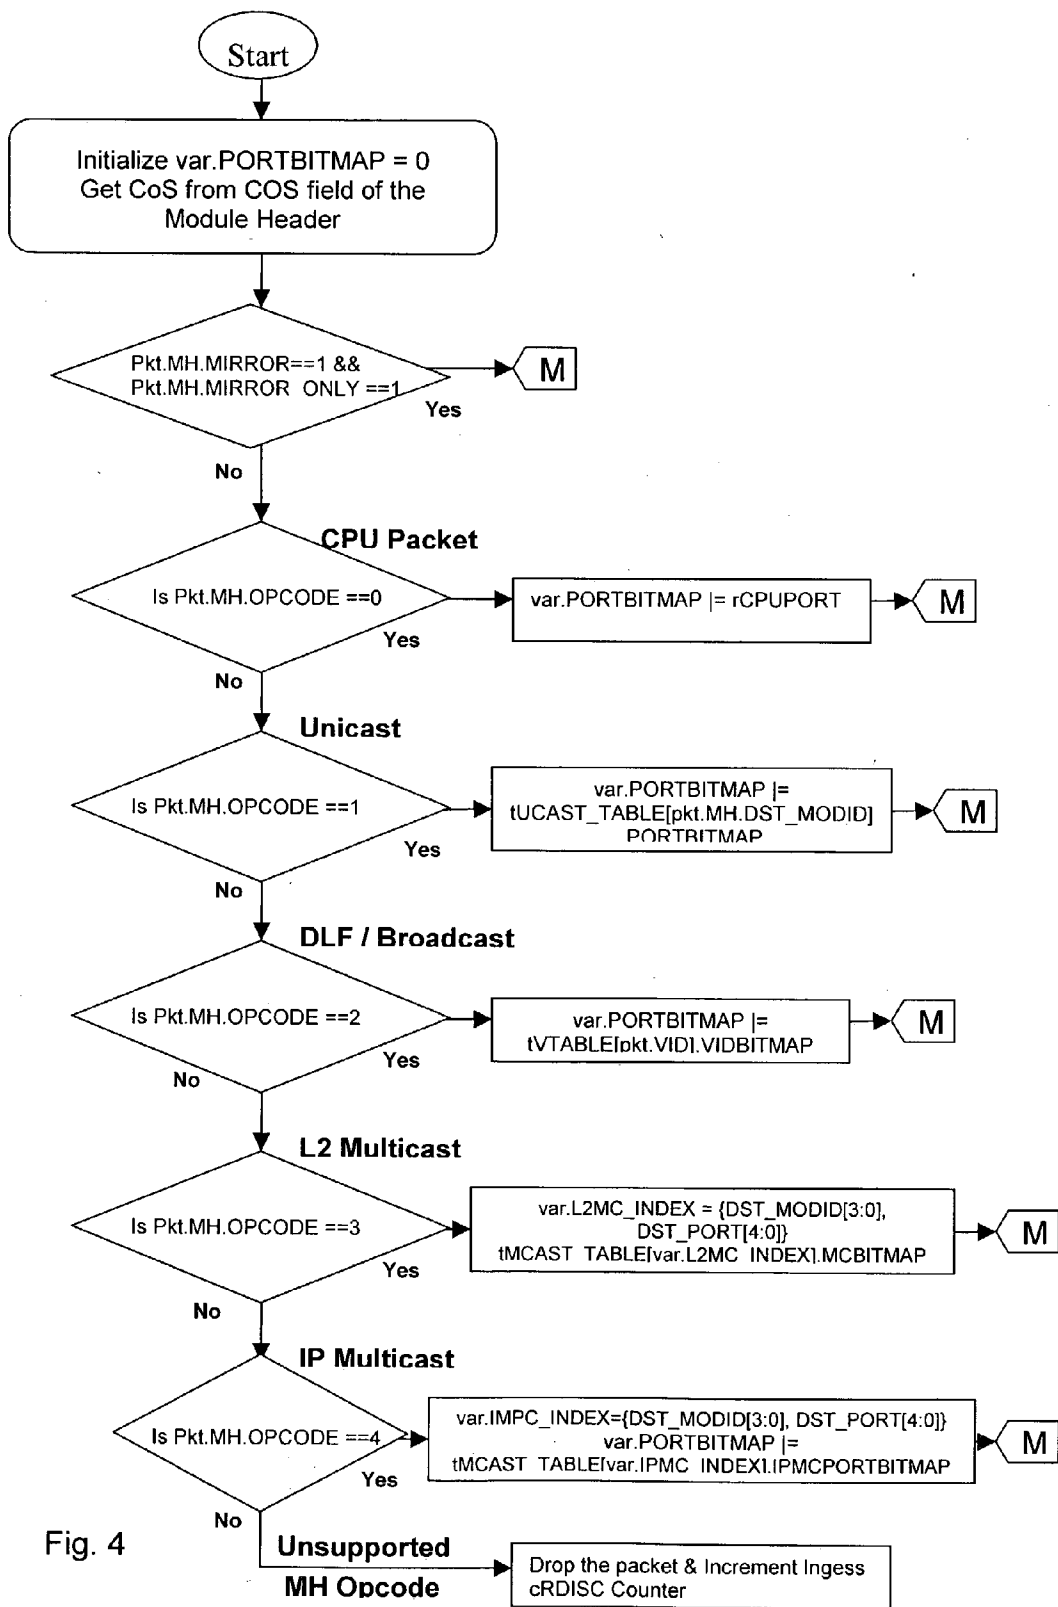 Start
Initialize var.PORTBITMAP = 0
Get CoS from COS field of the
Module Header
Pkt.MH.MIRROR==1 &&
Pkt.MH.MIRROR_ONLY ==1
Yes
M
No
CPU Packet
Is Pkt.MH.OPCODE ==0
Yes
var.PORTBITMAP |= rCPUPORT
M
No
Unicast
Is Pkt.MH.OPCODE ==1
Yes
var.PORTBITMAP |=
tUCAST_TABLE[pkt.MH.DST_MODID]
PORTBITMAP
M
No
DLF / Broadcast
Is Pkt.MH.OPCODE ==2
Yes
var.PORTBITMAP |=
tVTABLE[pkt.VID].VIDBITMAP
M
No
L2 Multicast
Is Pkt.MH.OPCODE ==3
Yes
var.L2MC_INDEX = {DST_MODID[3:0],
DST_PORT[4:0]}
tMCAST_TABLE[var.L2MC_INDEX].MCBITMAP
M
No
IP Multicast
Is Pkt.MH.OPCODE ==4
Yes
var.IMPC_INDEX={DST_MODID[3:0], DST_PORT[4:0]}
var.PORTBITMAP |=
tMCAST_TABLE[var.IPMC_INDEX].IPMCPORTBITMAP
M
No
Unsupported
MH Opcode
Drop the packet & Increment Ingess
cRDISC Counter
Fig. 4